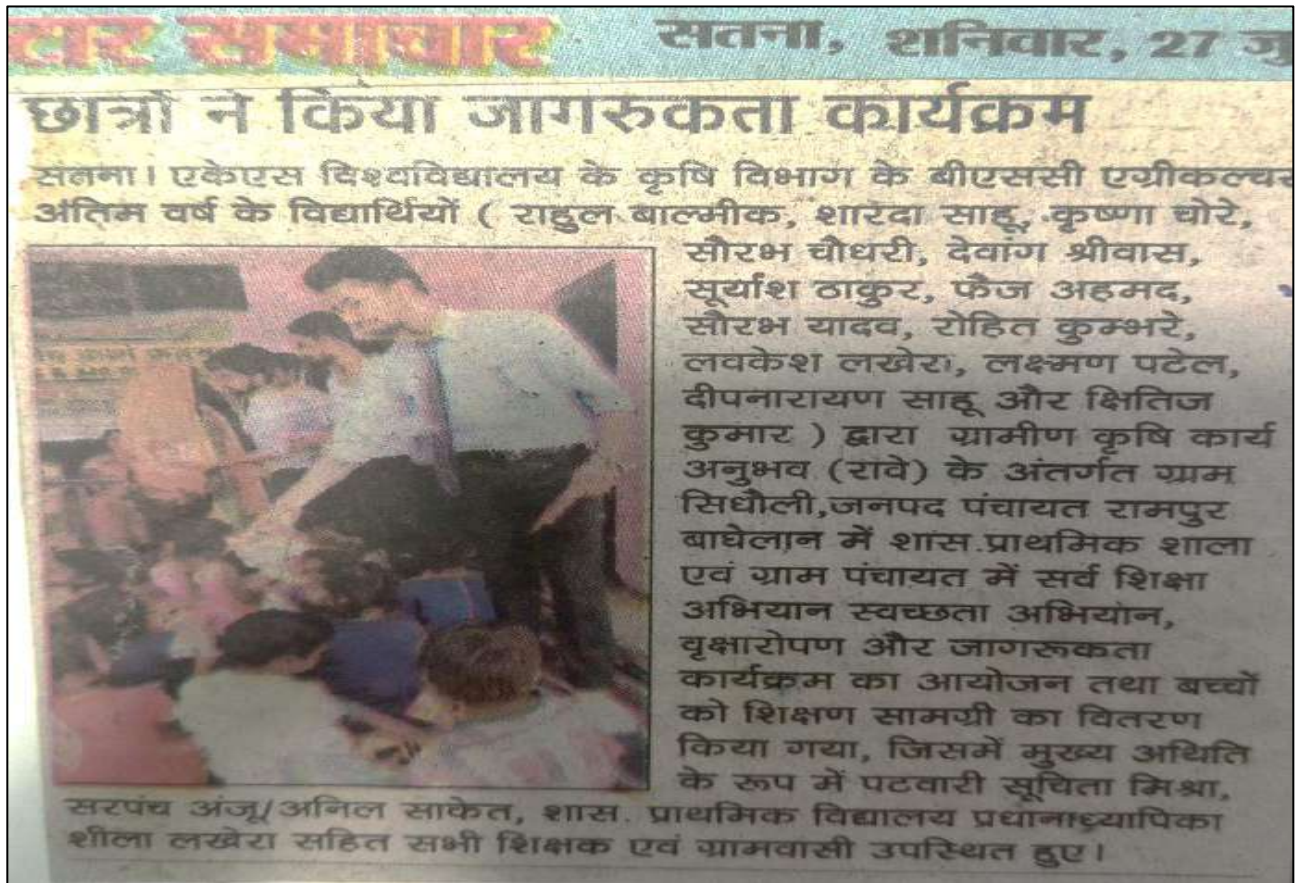 टार समाचार सतना, शनिवार, 27 जु
छात्रों ने किया जागरुकता कार्यक्रम
सतना। एकेएस विश्वविद्यालय के कृषि विभाग के बीएससी एग्रीकल्चर
अंतिम वर्ष के विद्यार्थियों ( राहुल बाल्मीक, शारदा साहू, कृष्णा चोरे,
सौरभ चौधरी, देवांग श्रीवास,
सूर्यांश ठाकुर, फैज अहमद,
सौरभ यादव, रोहित कुम्भरे,
लवकेश लखेरा, लक्ष्मण पटेल,
दीपनारायण साहू और क्षितिज
कुमार ) द्वारा ग्रामीण कृषि कार्य
अनुभव (रावे) के अंतर्गत ग्राम
सिधौली,जनपद पंचायत रामपुर
बाघेलान में शास.प्राथमिक शाला
एवं ग्राम पंचायत में सर्व शिक्षा
अभियान स्वच्छता अभियान,
वृक्षारोपण और जागरूकता
कार्यक्रम का आयोजन तथा बच्चों
को शिक्षण सामग्री का वितरण
किया गया, जिसमें मुख्य अथिति
के रूप में पटवारी सूचिता मिश्रा,
सरपंच अंजू/अनिल साकेत, शास. प्राथमिक विद्यालय प्रधानाध्यापिका
शीला लखेरा सहित सभी शिक्षक एवं ग्रामवासी उपस्थित हुए।